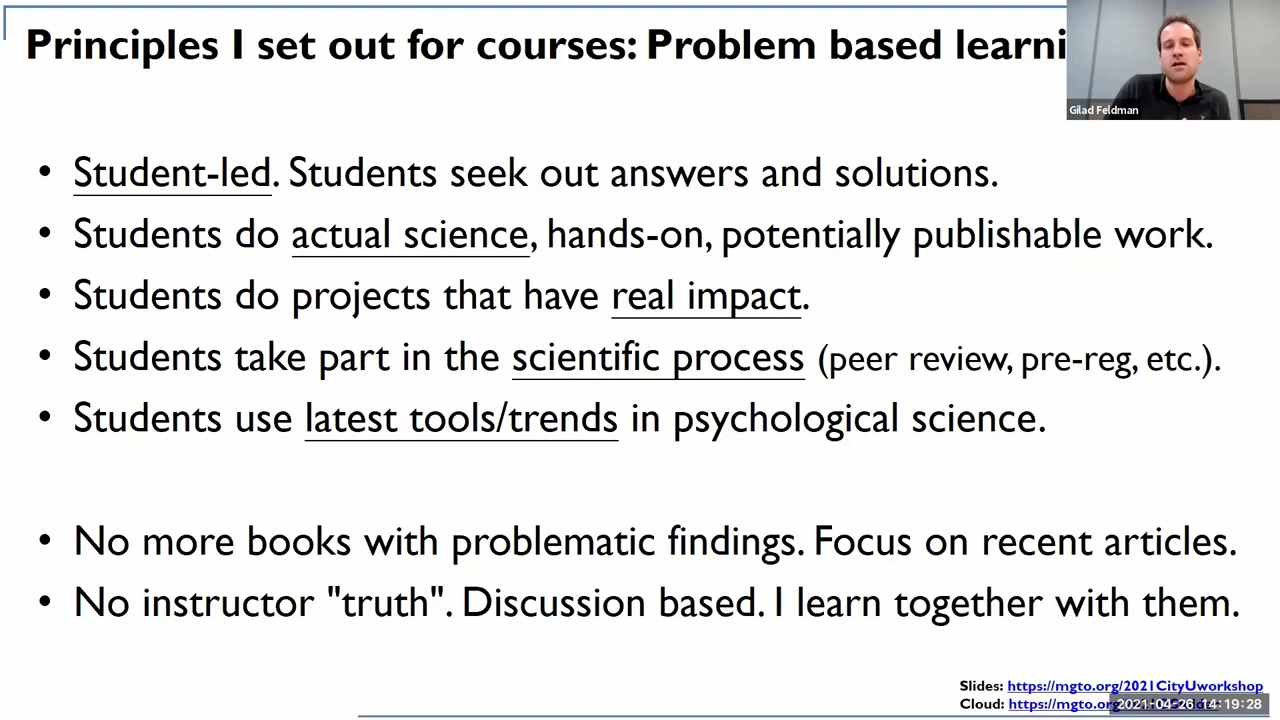 Principles I set out for courses: Problem based learni
Gilad Feldman
• Student-led. Students seek out answers and solutions.
• Students do actual science, hands-on, potentially publishable work.
• Students do projects that have real impact.
• Students take part in the scientific process (peer review, pre-reg, etc.).
• Students use latest tools/trends in psychological science.
• No more books with problematic findings. Focus on recent articles.
• No instructor "truth". Discussion based. I learn together with them.
Slides: https://mgto.org/2021CityUworkshop
Cloud: https://mgto.org/
2021-04-26 14:19:28